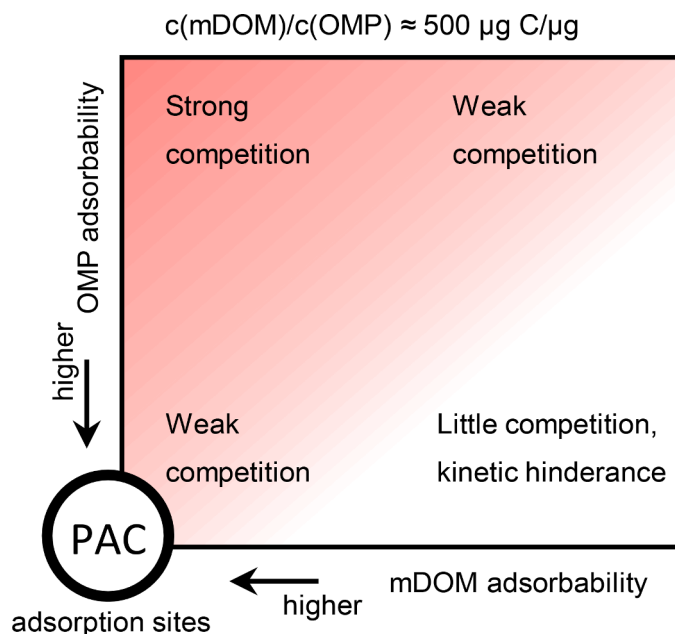 c(mDOM)/c(OMP) ≈ 500 µg C/µg
Strong
competition
Weak
competition
OMP adsorbability
higher
Weak
competition
Little competition,
kinetic hinderance
PAC
adsorption sites
higher
mDOM adsorbability